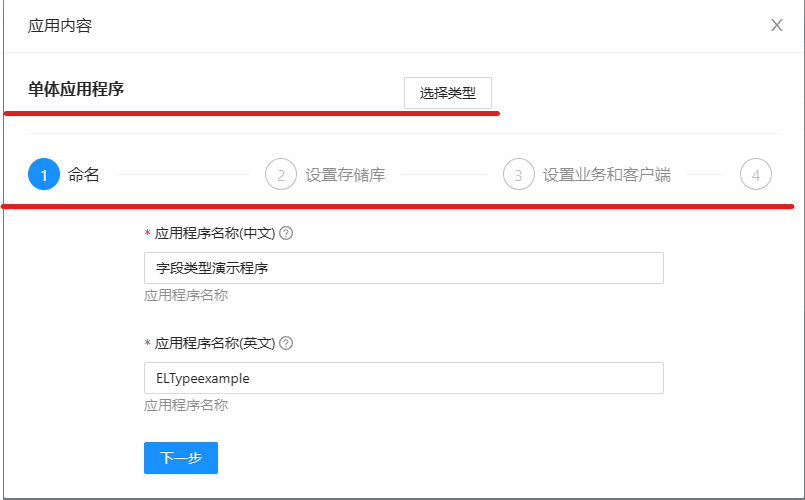 应用内容 X
单体应用程序 选择类型
1 命名 2 设置存储库 3 设置业务和客户端 4
* 应用程序名称(中文) ?
字段类型演示程序
应用程序名称
* 应用程序名称(英文) ?
ELTypeexample
应用程序名称
下一步